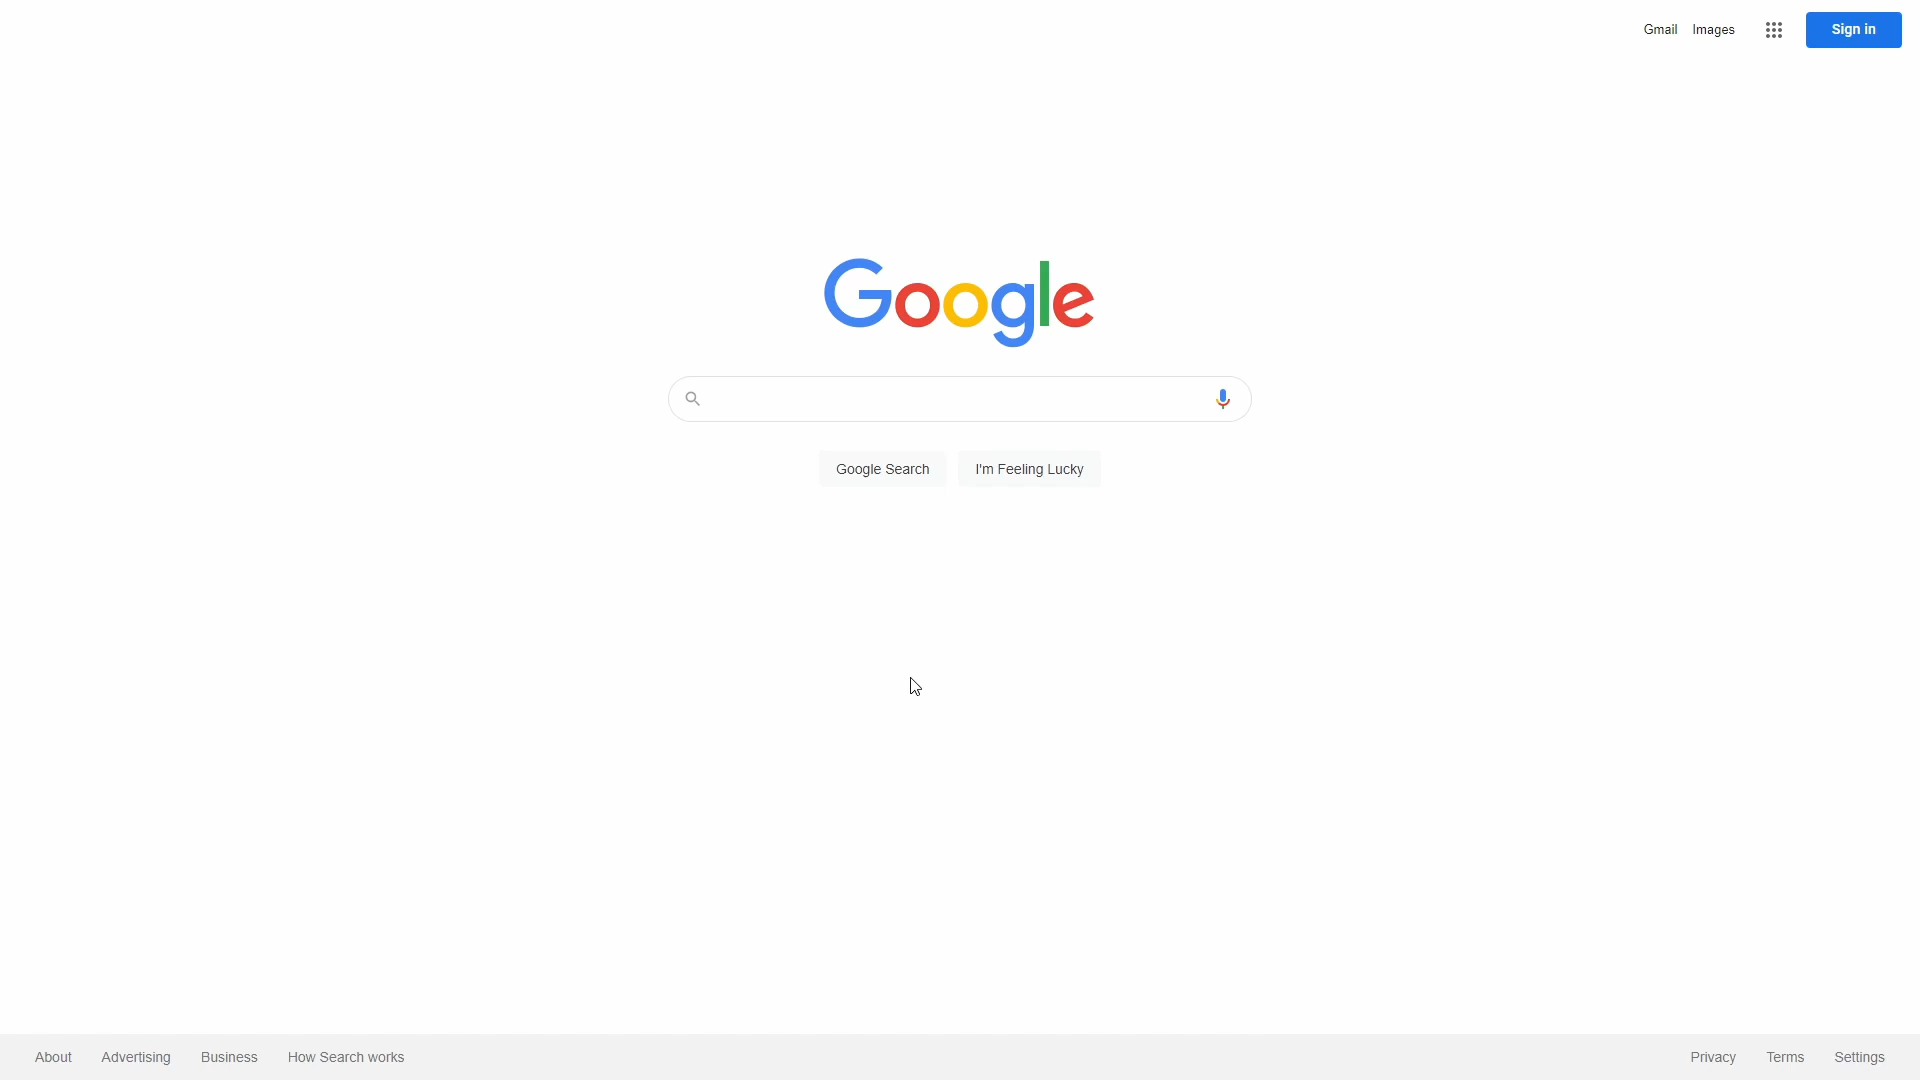 Gmail Images Sign in
Google
Google Search I'm Feeling Lucky
About Advertising Business How Search works Privacy Terms Settings